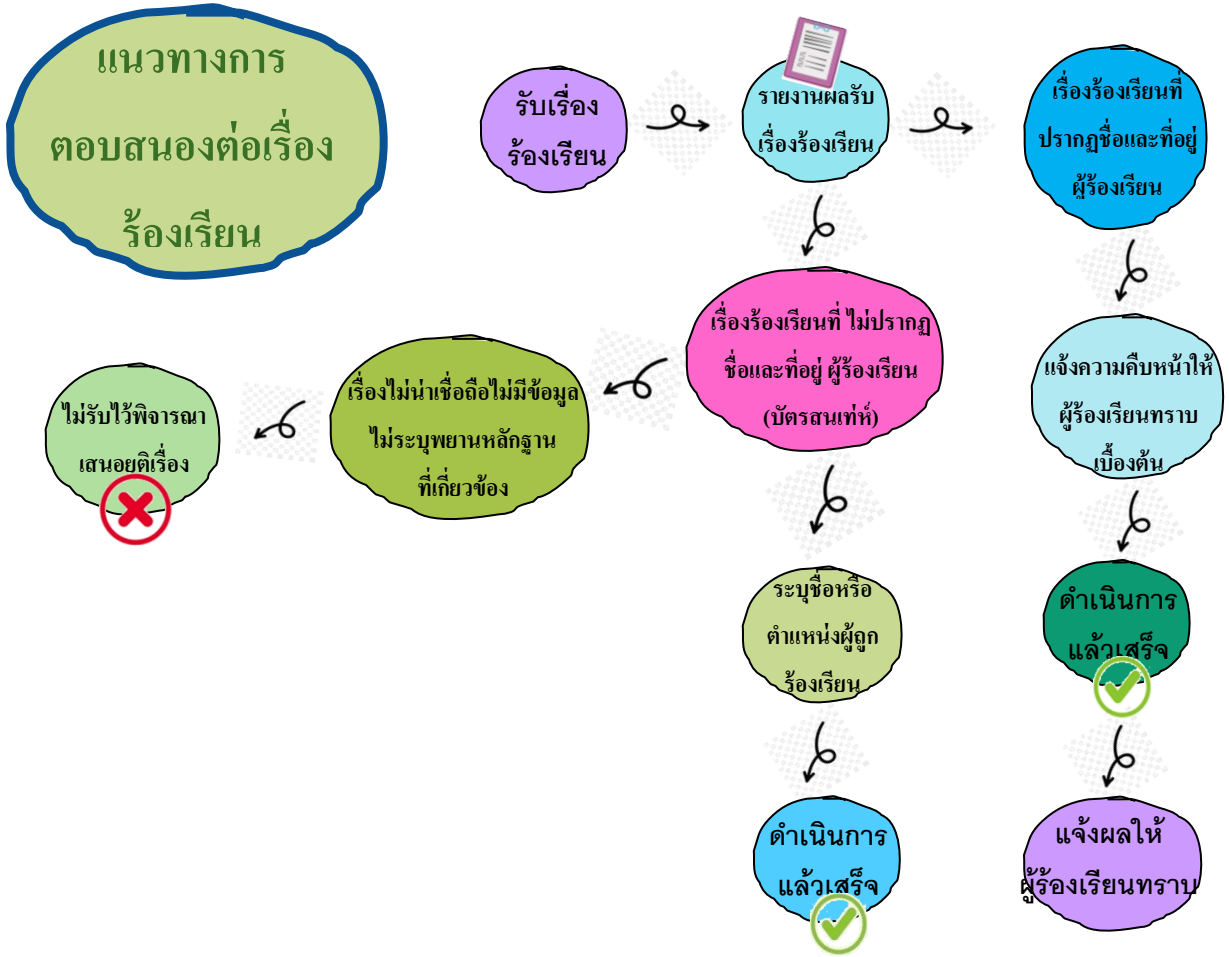 แนวทางการ
ตอบสนองต่อเรื่อง
ร้องเรียน
รับเรื่อง
ร้องเรียน
รายงานผลรับ
เรื่องร้องเรียน
เรื่องร้องเรียนที่
ปรากฏชื่อและที่อยู่
ผู้ร้องเรียน
เรื่องร้องเรียนที่ ไม่ปรากฏ
ชื่อและที่อยู่ ผู้ร้องเรียน
(บัตรสนเท่ห์)
แจ้งความคืบหน้าให้
ผู้ร้องเรียนทราบ
เบื้องต้น
เรื่องไม่น่าเชื่อถือไม่มีข้อมูล
ไม่ระบุพยานหลักฐาน
ที่เกี่ยวข้อง
ไม่รับไว้พิจารณา
เสนอยุติเรื่อง
ระบุชื่อหรือ
ตำแหน่งผู้ถูก
ร้องเรียน
ดำเนินการ
แล้วเสร็จ
ดำเนินการ
แล้วเสร็จ
แจ้งผลให้
ผู้ร้องเรียนทราบ